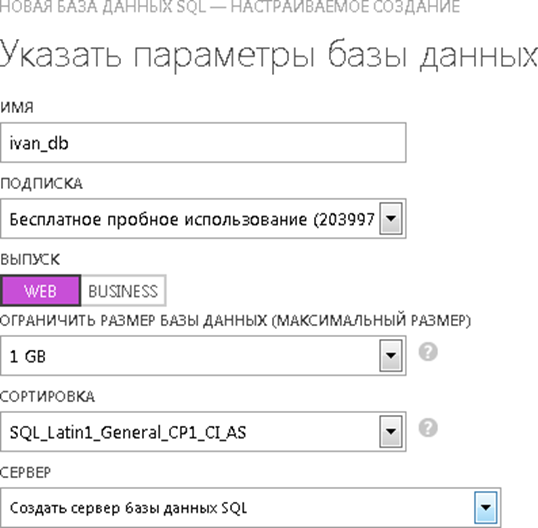 НОВАЯ БАЗА ДАННЫХ SQL — НАСТРАИВАЕМОЕ СОЗДАНИЕ
Указать параметры базы данных
ИМЯ
ivan_db
ПОДПИСКА
Бесплатное пробное использование (203997
ВЫПУСК
WEB BUSINESS
ОГРАНИЧИТЬ РАЗМЕР БАЗЫ ДАННЫХ (МАКСИМАЛЬНЫЙ РАЗМЕР)
1 GB ?
СОРТИРОВКА
SQL_Latin1_General_CP1_CI_AS ?
СЕРВЕР
Создать сервер базы данных SQL